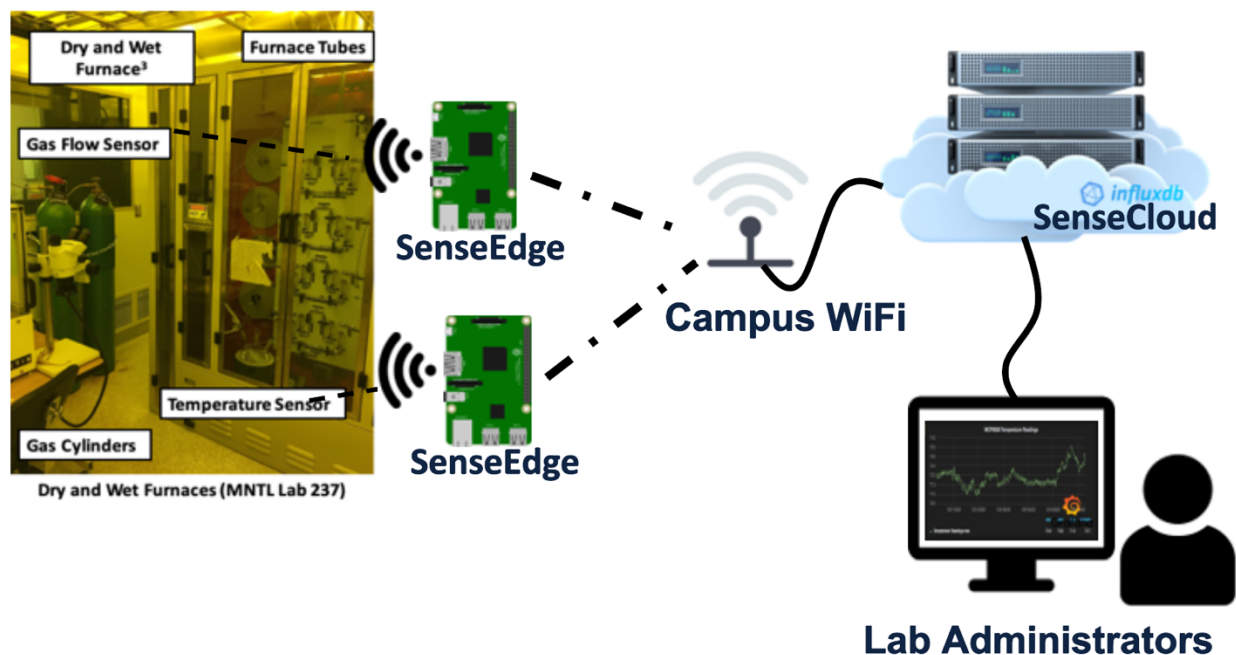 Dry and Wet
Furnace³
Furnace Tubes
Gas Flow Sensor
Temperature Sensor
Gas Cylinders
Dry and Wet Furnaces (MNTL Lab 237)
SenseEdge
SenseEdge
Campus WiFi
influxdb
SenseCloud
Lab Administrators